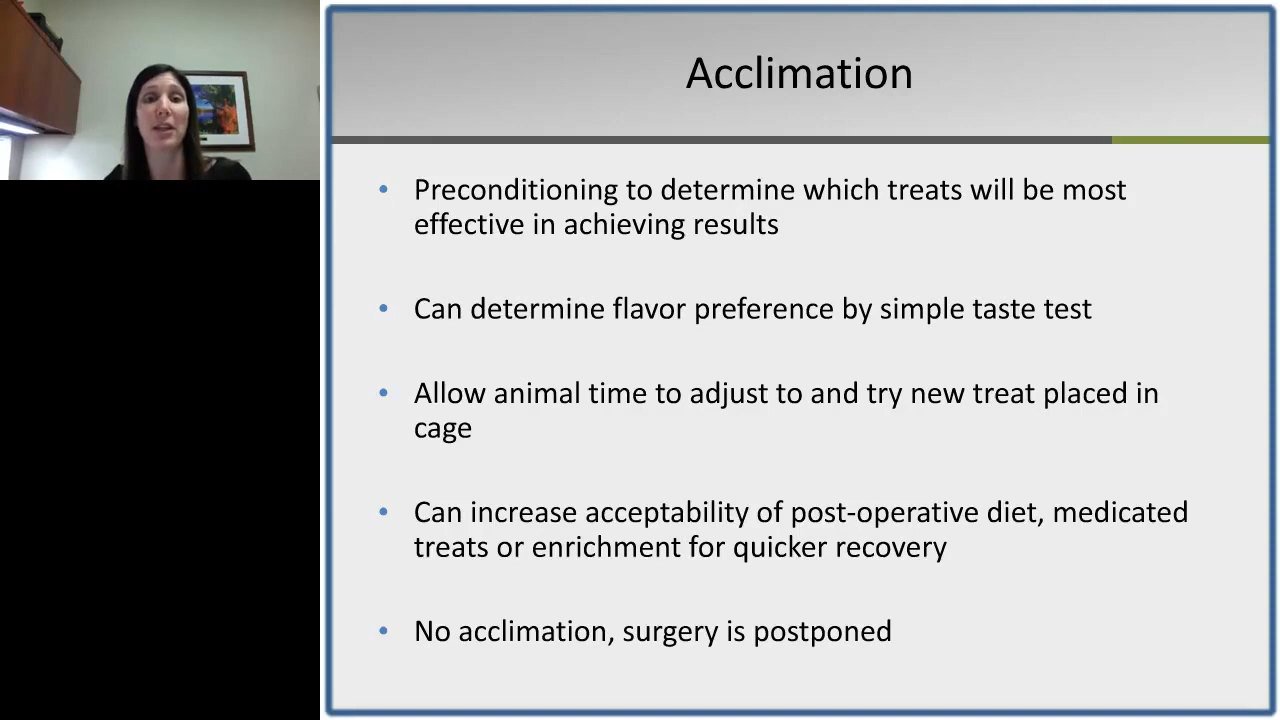 Acclimation
• Preconditioning to determine which treats will be most
effective in achieving results
• Can determine flavor preference by simple taste test
• Allow animal time to adjust to and try new treat placed in
cage
• Can increase acceptability of post-operative diet, medicated
treats or enrichment for quicker recovery
• No acclimation, surgery is postponed